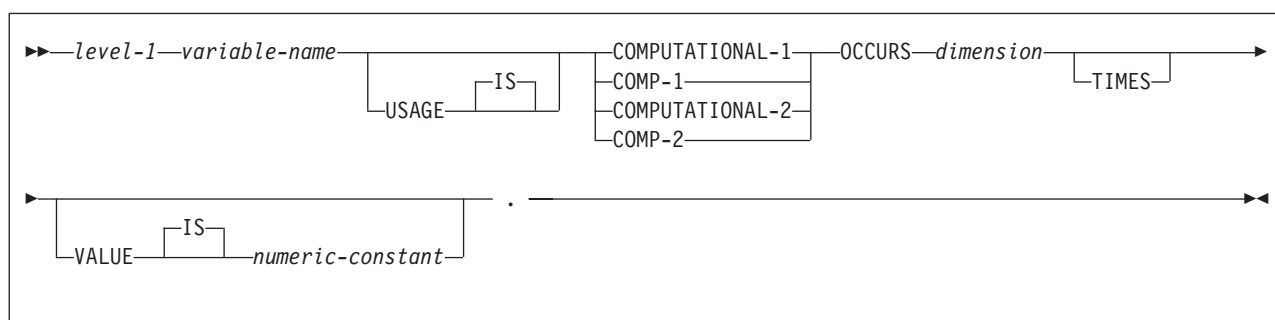 level-1 variable-name USAGE IS COMPUTATIONAL-1 OCCURS dimension TIMES
COMP-1
COMPUTATIONAL-2
COMP-2
VALUE IS numeric-constant .